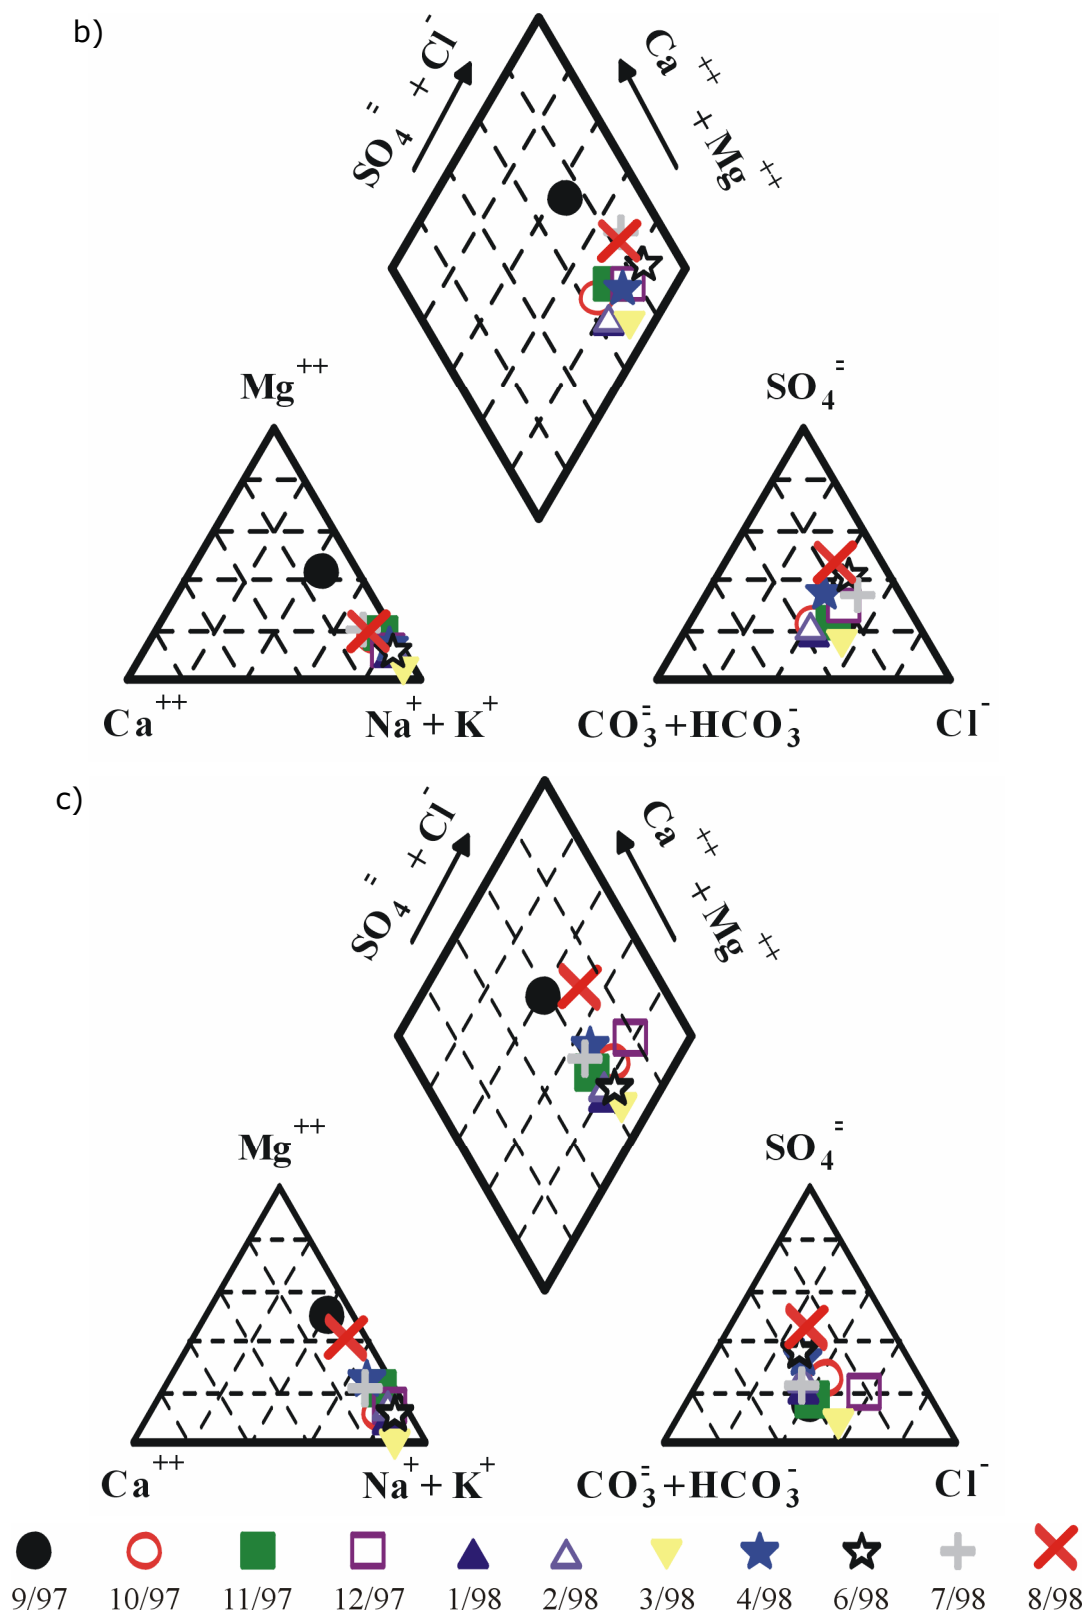 b)
SO₄⁼ + Cl⁻
Ca⁺⁺ + Mg⁺⁺
Mg⁺⁺
SO₄⁼
Ca⁺⁺
Na⁺ + K⁺
CO₃⁼ + HCO₃⁻
Cl⁻
c)
SO₄⁼ + Cl⁻
Ca⁺⁺ + Mg⁺⁺
Mg⁺⁺
SO₄⁼
Ca⁺⁺
Na⁺ + K⁺
CO₃⁼ + HCO₃⁻
Cl⁻
9/97 10/97 11/97 12/97 1/98 2/98 3/98 4/98 6/98 7/98 8/98